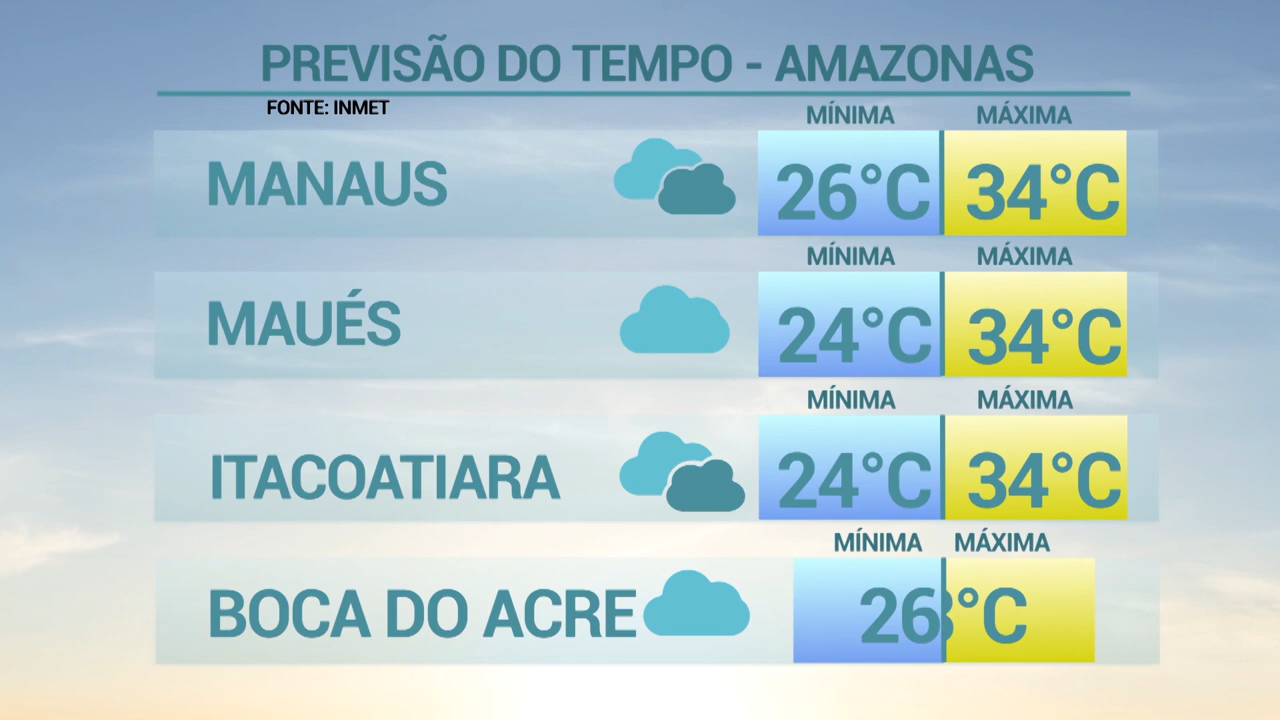 PREVISÃO DO TEMPO - AMAZONAS
FONTE: INMET
MÍNIMA MÁXIMA
MANAUS 26°C 34°C
MÍNIMA MÁXIMA
MAUÉS 24°C 34°C
MÍNIMA MÁXIMA
ITACOATIARA 24°C 34°C
MÍNIMA MÁXIMA
BOCA DO ACRE